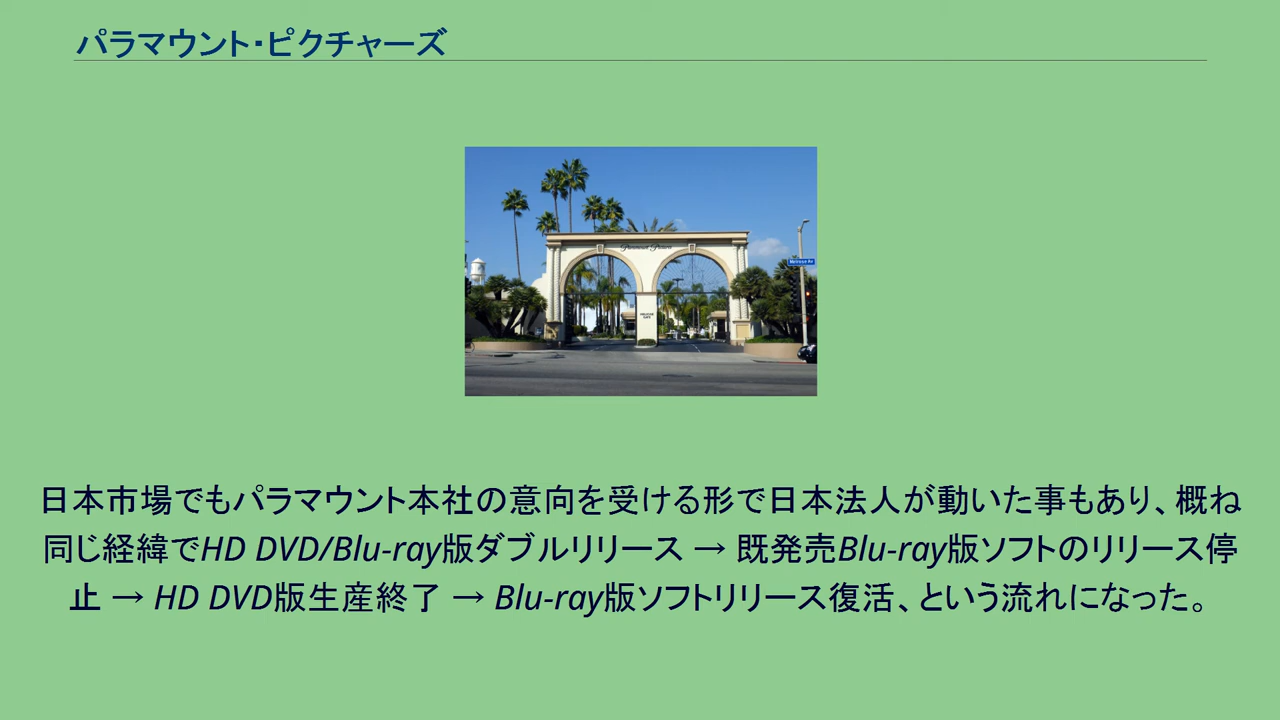 パラマウント・ピクチャーズ
Paramount Pictures
Melrose Av
日本市場でもパラマウント本社の意向を受ける形で日本法人が動いた事もあり、概ね
同じ経緯でHD DVD/Blu-ray版ダブルリリース → 既発売Blu-ray版ソフトのリリース停
止 → HD DVD版生産終了 → Blu-ray版ソフトリリース復活、という流れになった。